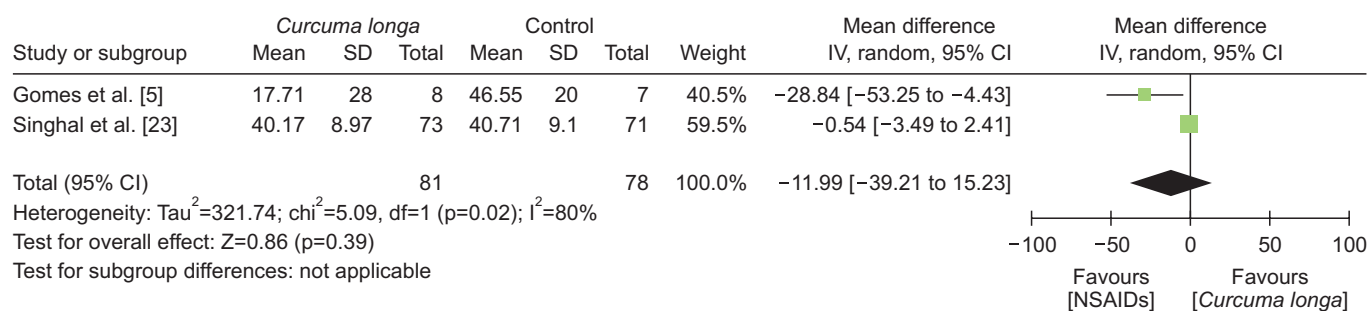 Curcuma longa Control Mean difference Mean difference
Study or subgroup Mean SD Total Mean SD Total Weight IV, random, 95% CI IV, random, 95% CI
Gomes et al. [5] 17.71 28 8 46.55 20 7 40.5% −28.84 [−53.25 to −4.43]
Singhal et al. [23] 40.17 8.97 73 40.71 9.1 71 59.5% −0.54 [−3.49 to 2.41]
Total (95% CI) 81 78 100.0% −11.99 [−39.21 to 15.23]
Heterogeneity: Tau²=321.74; chi²=5.09, df=1 (p=0.02); I²=80%
Test for overall effect: Z=0.86 (p=0.39)
Test for subgroup differences: not applicable
−100 −50 0 50 100
Favours Favours
[NSAIDs] [Curcuma longa]